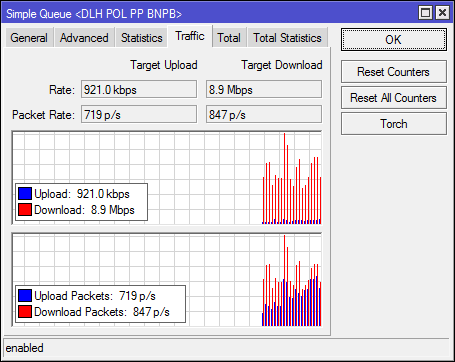 Simple Queue <DLH POL PP BNPB>
General Advanced Statistics Traffic Total Total Statistics
OK
Reset Counters
Reset All Counters
Torch
Target Upload Target Download
Rate: 921.0 kbps 8.9 Mbps
Packet Rate: 719 p/s 847 p/s
Upload: 921.0 kbps
Download: 8.9 Mbps
Upload Packets: 719 p/s
Download Packets: 847 p/s
enabled